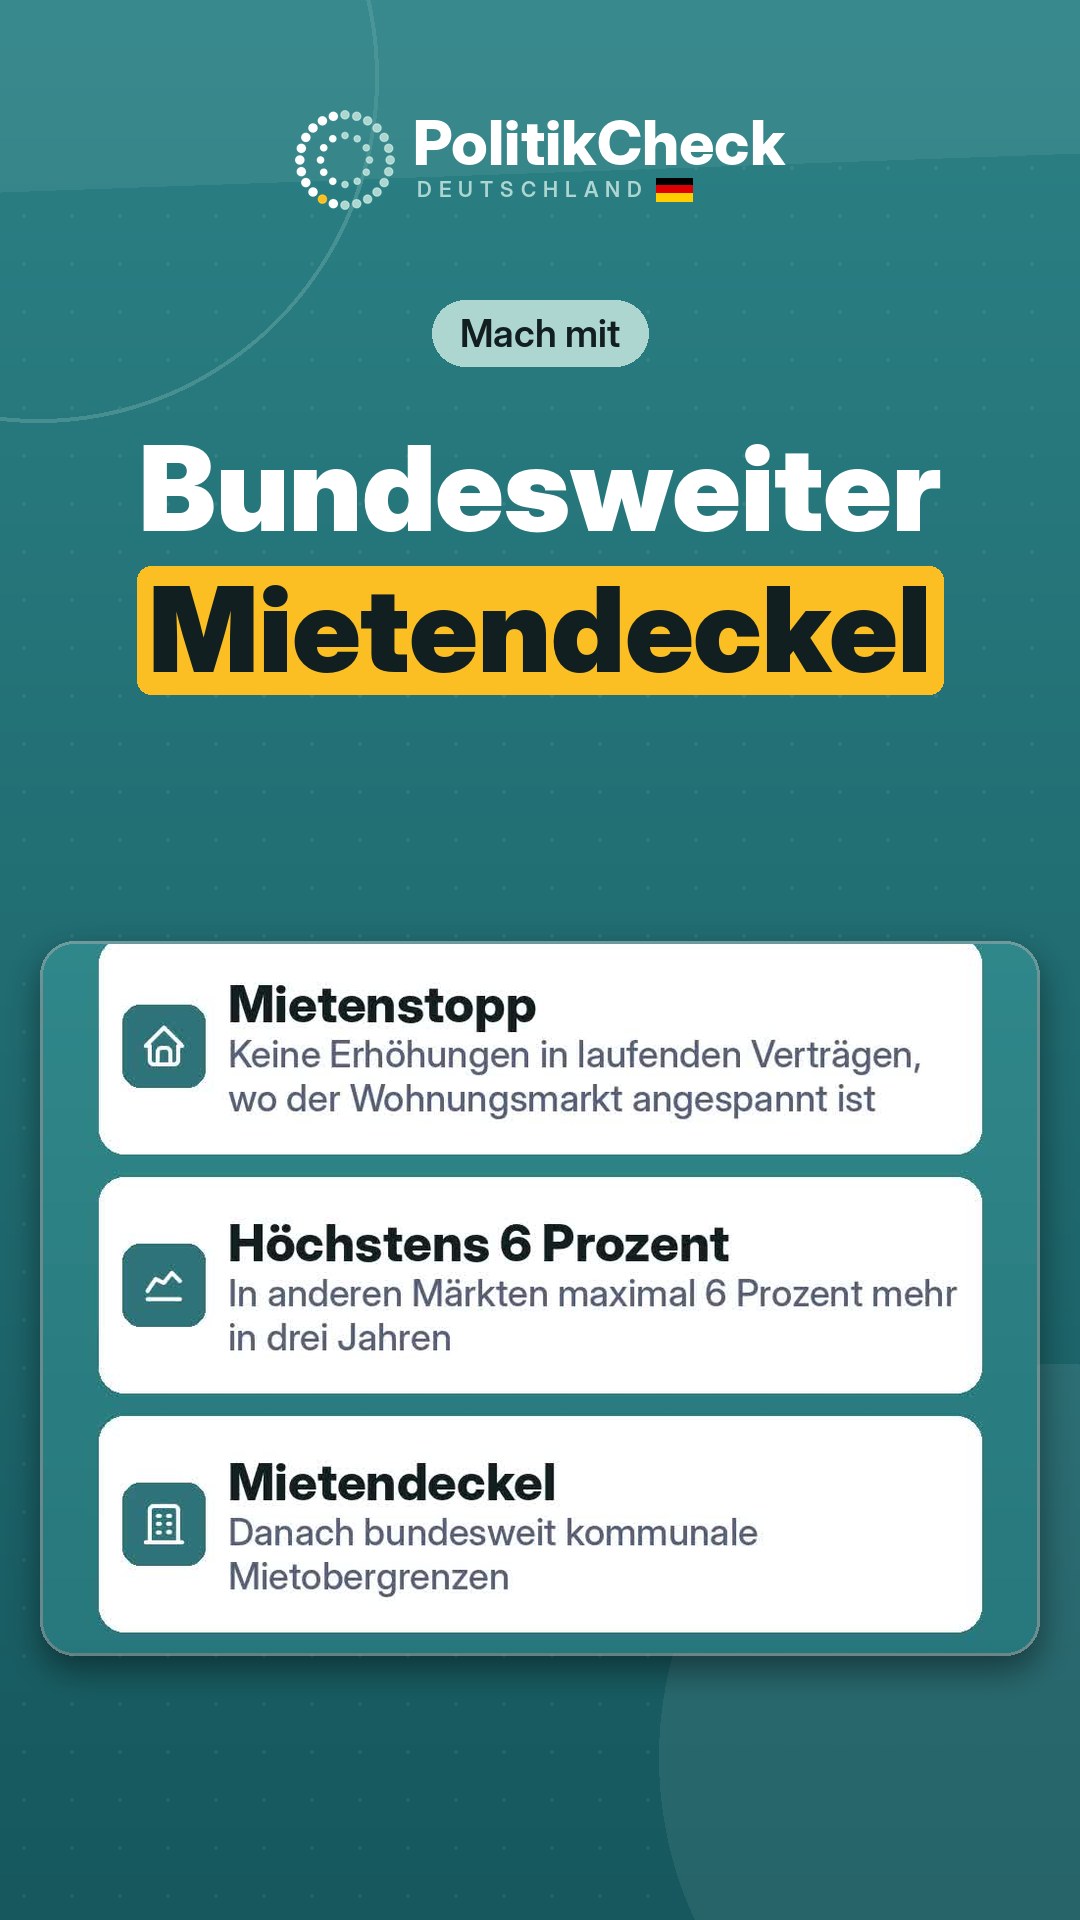 PolitikCheck
DEUTSCHLAND
Mach mit
Bundesweiter
Mietendeckel
Mietenstopp
Keine Erhöhungen in laufenden Verträgen,
wo der Wohnungsmarkt angespannt ist
Höchstens 6 Prozent
In anderen Märkten maximal 6 Prozent mehr
in drei Jahren
Mietendeckel
Danach bundesweit kommunale
Mietobergrenzen